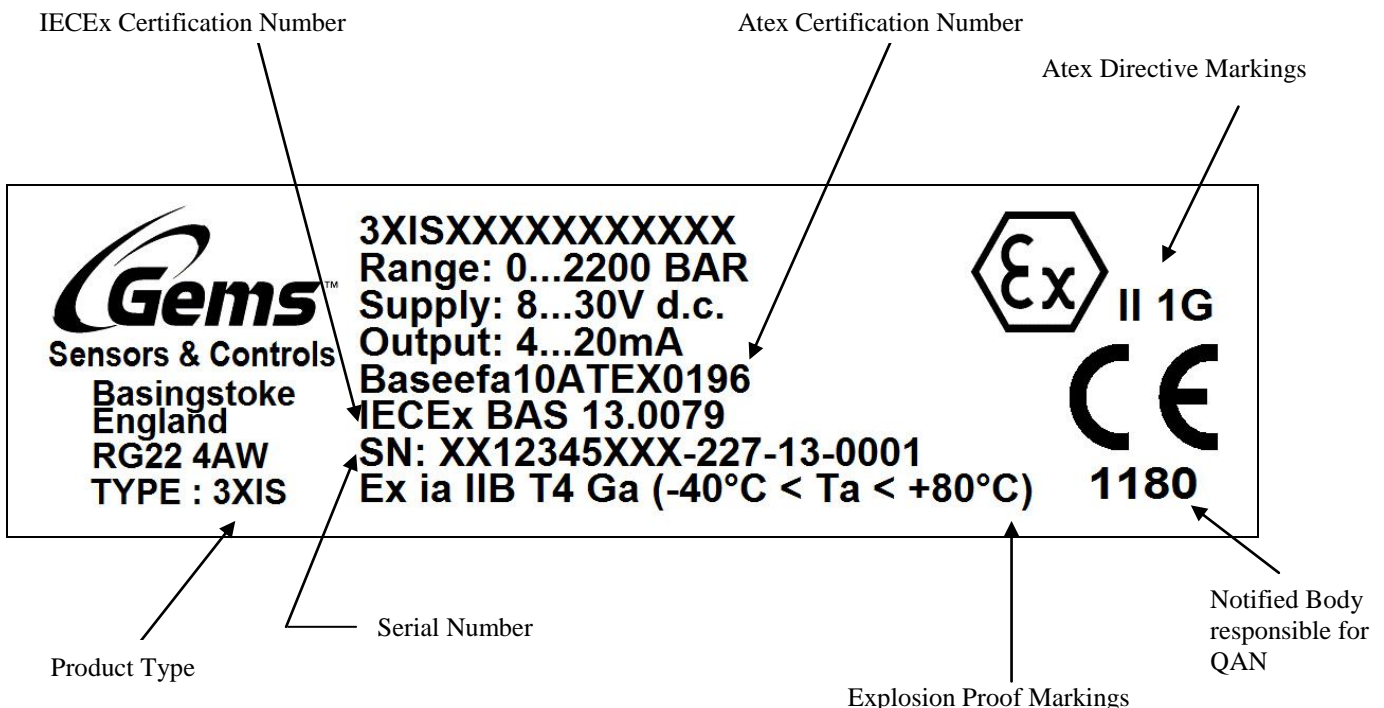 IECEx Certification Number
Atex Certification Number
Atex Directive Markings
Gems™
Sensors & Controls
Basingstoke
England
RG22 4AW
TYPE : 3XIS
3XISXXXXXXXXXXX
Range: 0...2200 BAR
Supply: 8...30V d.c.
Output: 4...20mA
Baseefa10ATEX0196
IECEx BAS 13.0079
SN: XX12345XXX-227-13-0001
Ex ia IIB T4 Ga (-40°C < Ta < +80°C)
Ex
II 1G
CE
1180
Product Type
Serial Number
Explosion Proof Markings
Notified Body
responsible for
QAN